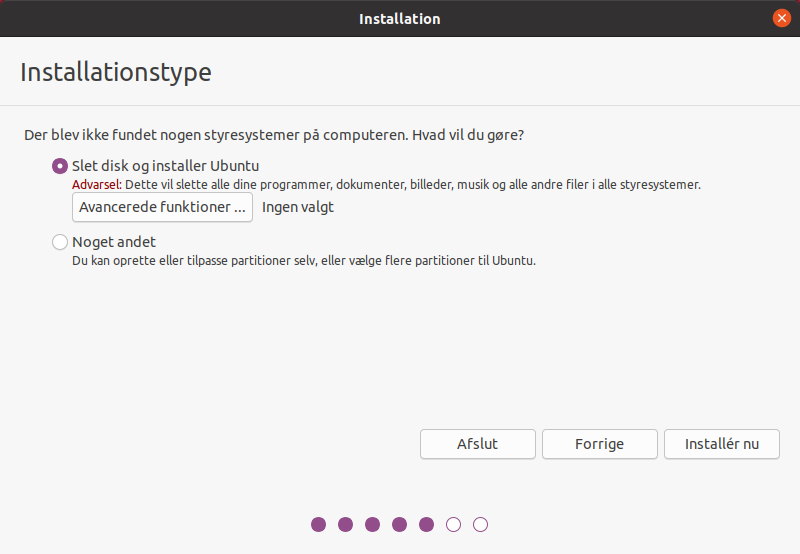 Installation
Installationstype
Der blev ikke fundet nogen styresystemer på computeren. Hvad vil du gøre?
Slet disk og installer Ubuntu
Advarsel: Dette vil slette alle dine programmer, dokumenter, billeder, musik og alle andre filer i alle styresystemer.
Avancerede funktioner ... Ingen valgt
Noget andet
Du kan oprette eller tilpasse partitioner selv, eller vælge flere partitioner til Ubuntu.
Afslut Forrige Installér nu